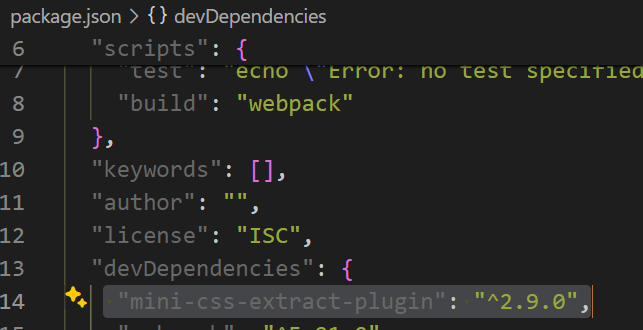 package.json > {} devDependencies
6 "scripts": {
7 "test": "echo \"Error: no test specified
8 "build": "webpack"
9 },
10 "keywords": [],
11 "author": "",
12 "license": "ISC",
13 "devDependencies": {
14 "mini-css-extract-plugin": "^2.9.0",